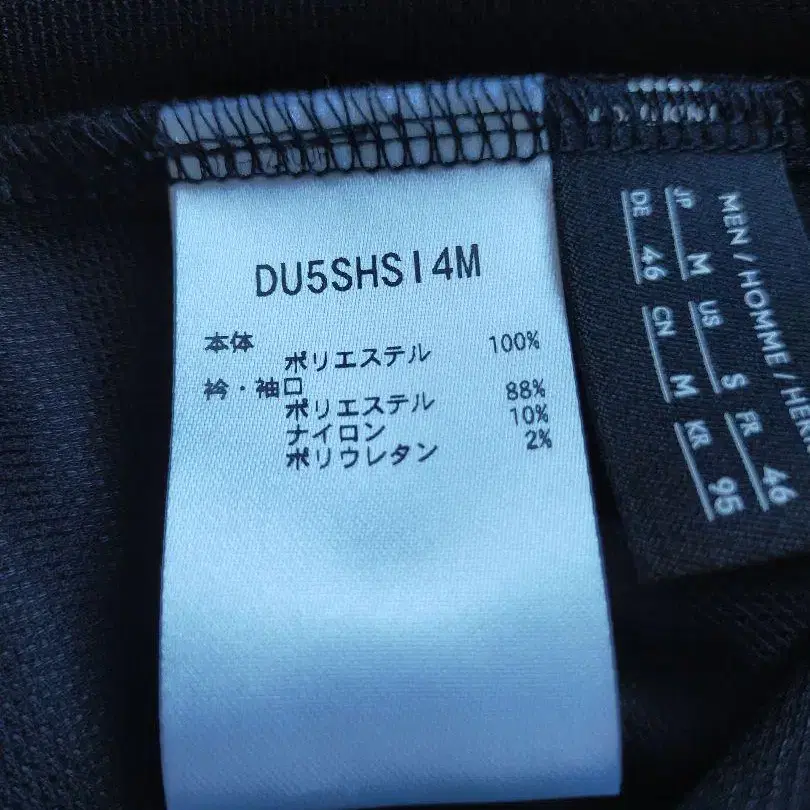 DU5SHSI4M
本体
ポリエステル 100%
衿・袖口
ポリエステル 88%
ナイロン 10%
ポリウレタン 2%
MEN / HOMME /
JP M US S FR 46
DE 46 CN M KR 95